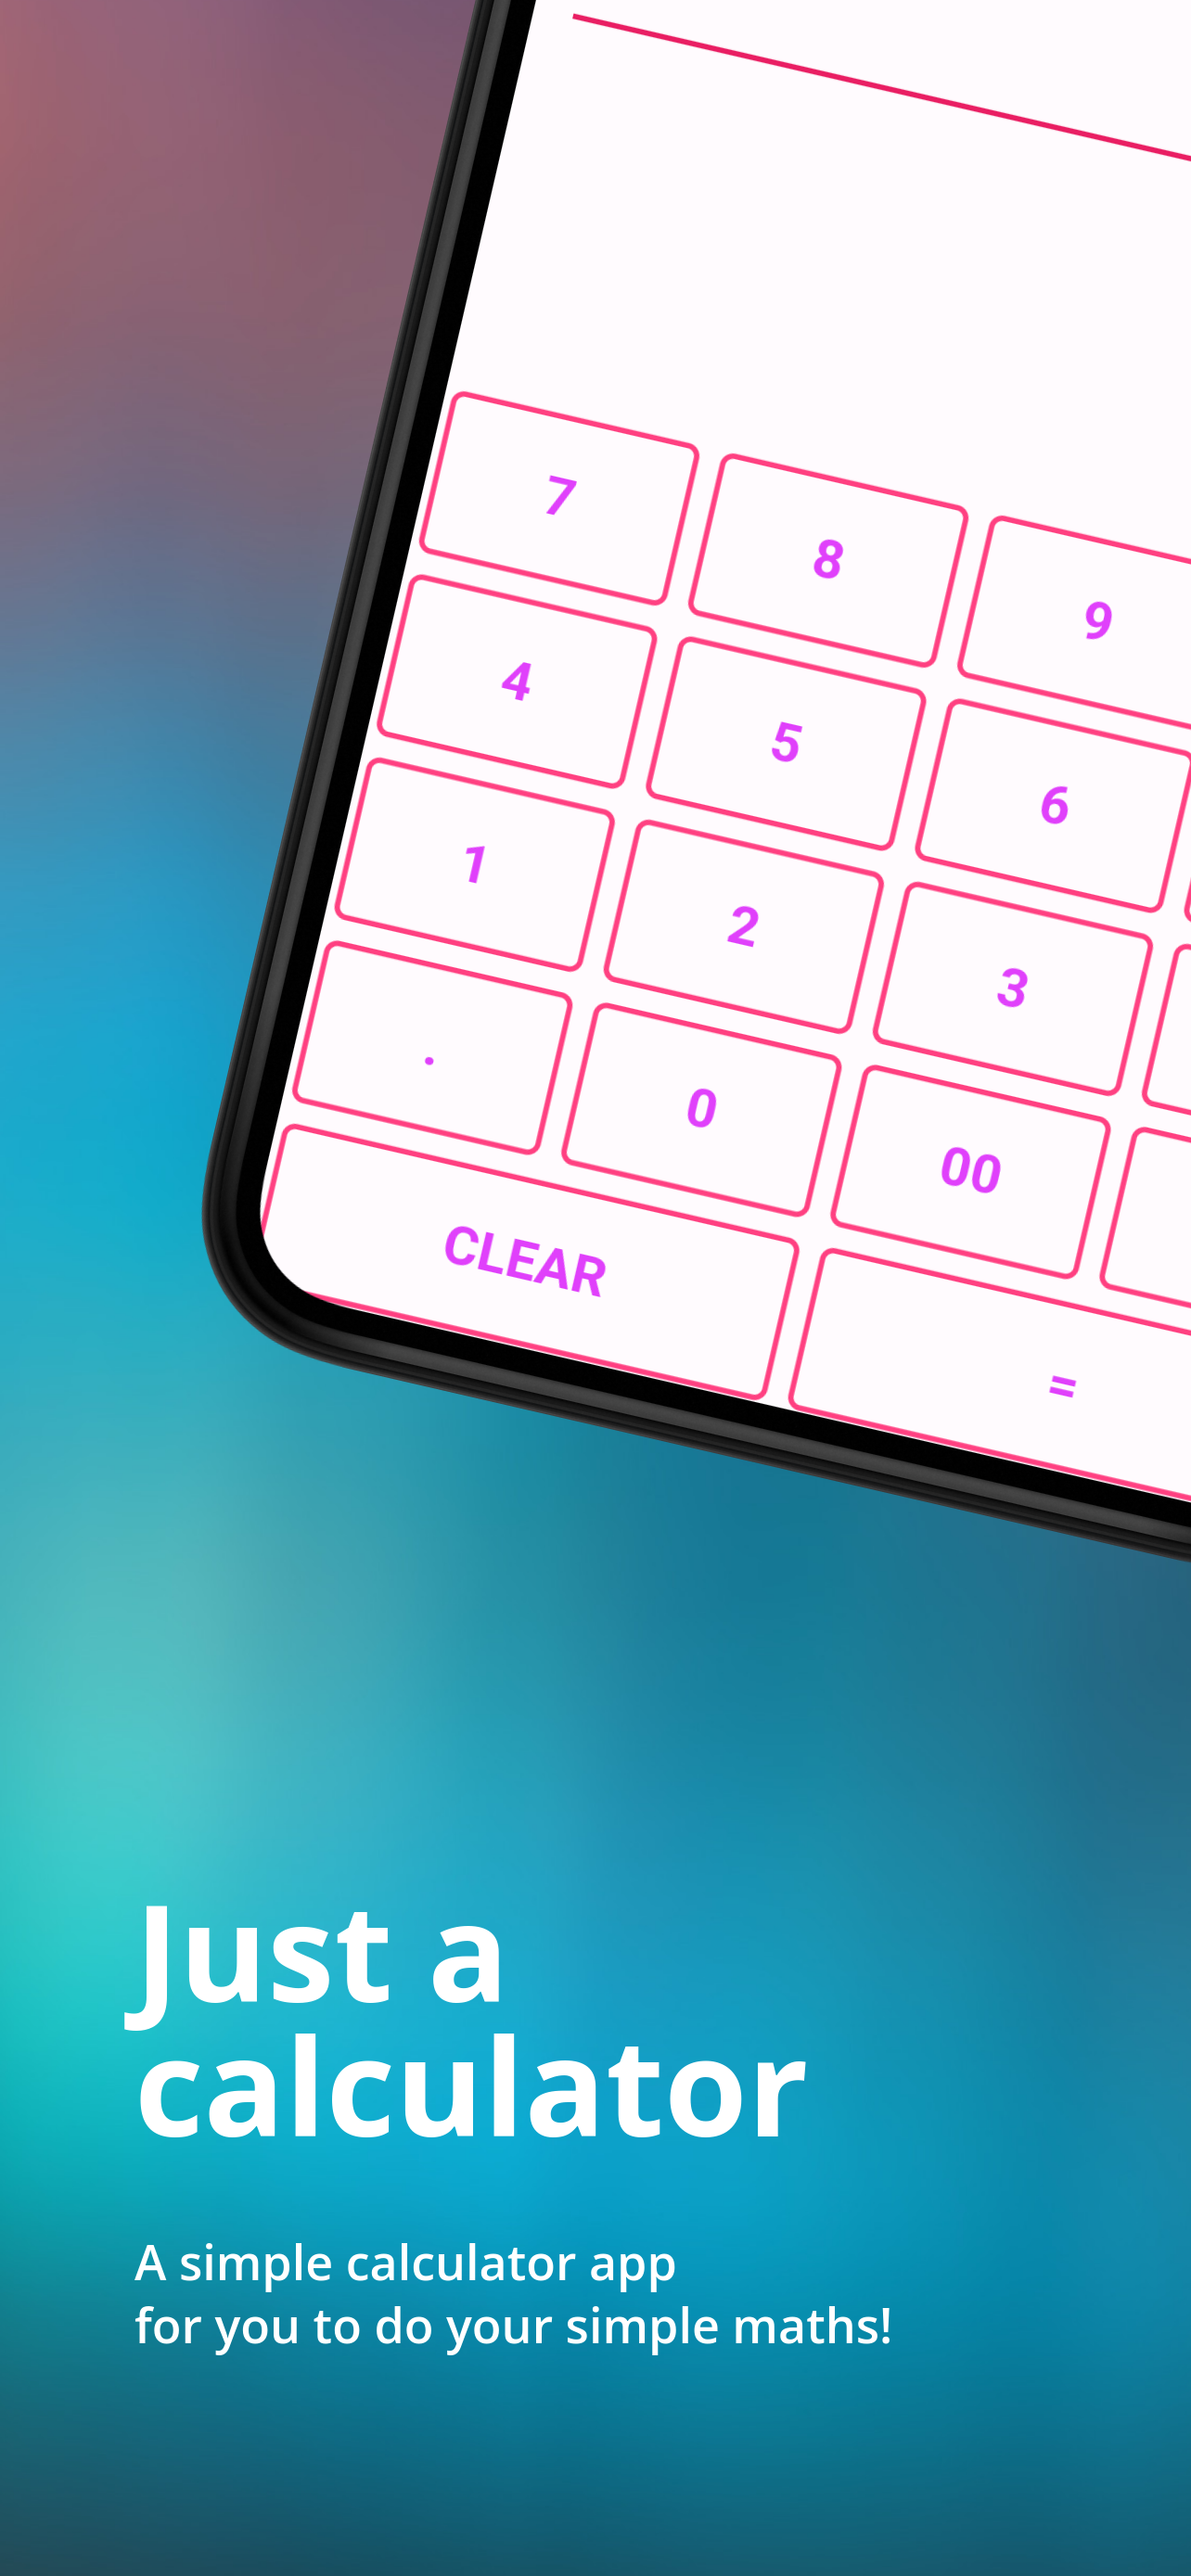 7 8 9
4 5 6
1 2 3
. 0 00
CLEAR =
Just a
calculator
A simple calculator app
for you to do your simple maths!